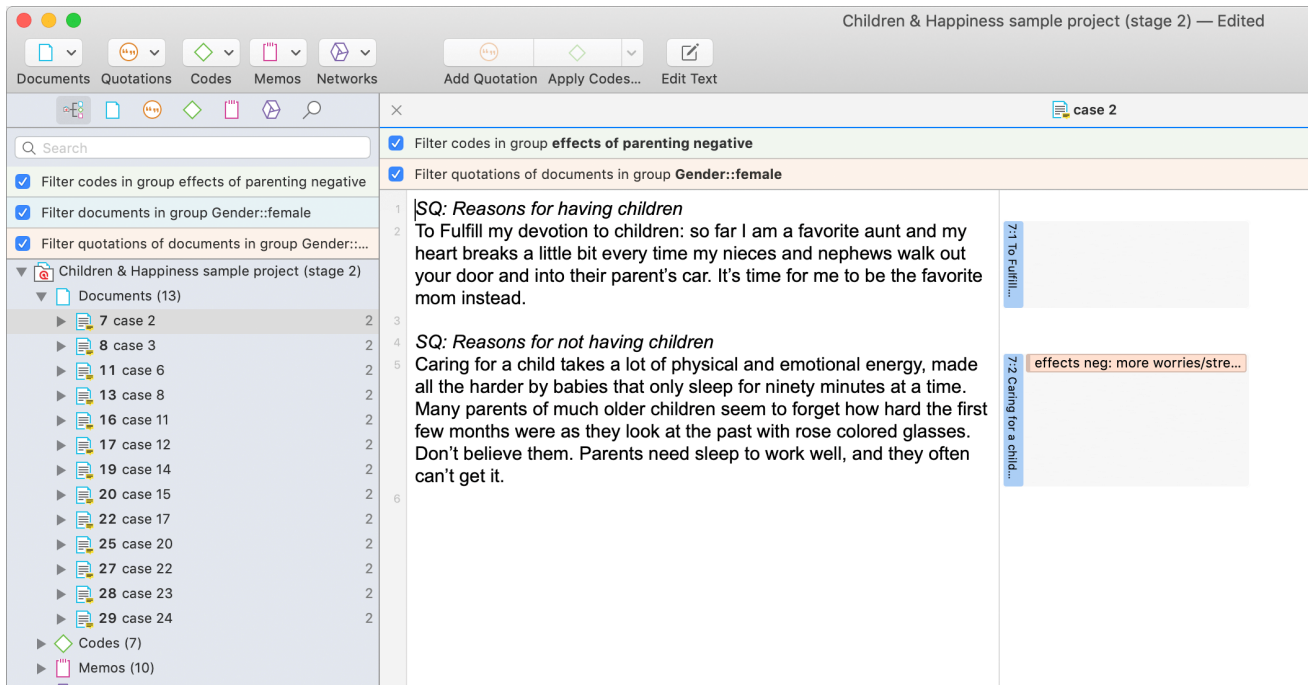 Children & Happiness sample project (stage 2) — Edited
Documents Quotations Codes Memos Networks Add Quotation Apply Codes... Edit Text
case 2
Search
Filter codes in group effects of parenting negative
Filter documents in group Gender::female
Filter quotations of documents in group Gender::...
Children & Happiness sample project (stage 2)
Documents (13)
7 case 2 2
8 case 3 2
11 case 6 2
13 case 8 2
16 case 11 2
17 case 12 2
19 case 14 2
20 case 15 2
22 case 17 2
25 case 20 2
27 case 22 2
28 case 23 2
29 case 24 2
Codes (7)
Memos (10)
Filter codes in group effects of parenting negative
Filter quotations of documents in group Gender::female
1 SQ: Reasons for having children
2 To Fulfill my devotion to children: so far I am a favorite aunt and my
heart breaks a little bit every time my nieces and nephews walk out
your door and into their parent's car. It's time for me to be the favorite
mom instead.
3
4 SQ: Reasons for not having children
5 Caring for a child takes a lot of physical and emotional energy, made
all the harder by babies that only sleep for ninety minutes at a time.
Many parents of much older children seem to forget how hard the first
few months were as they look at the past with rose colored glasses.
Don't believe them. Parents need sleep to work well, and they often
can't get it.
6
7:1 To Fulfill...
7:2 Caring for a child...
effects neg: more worries/stre...